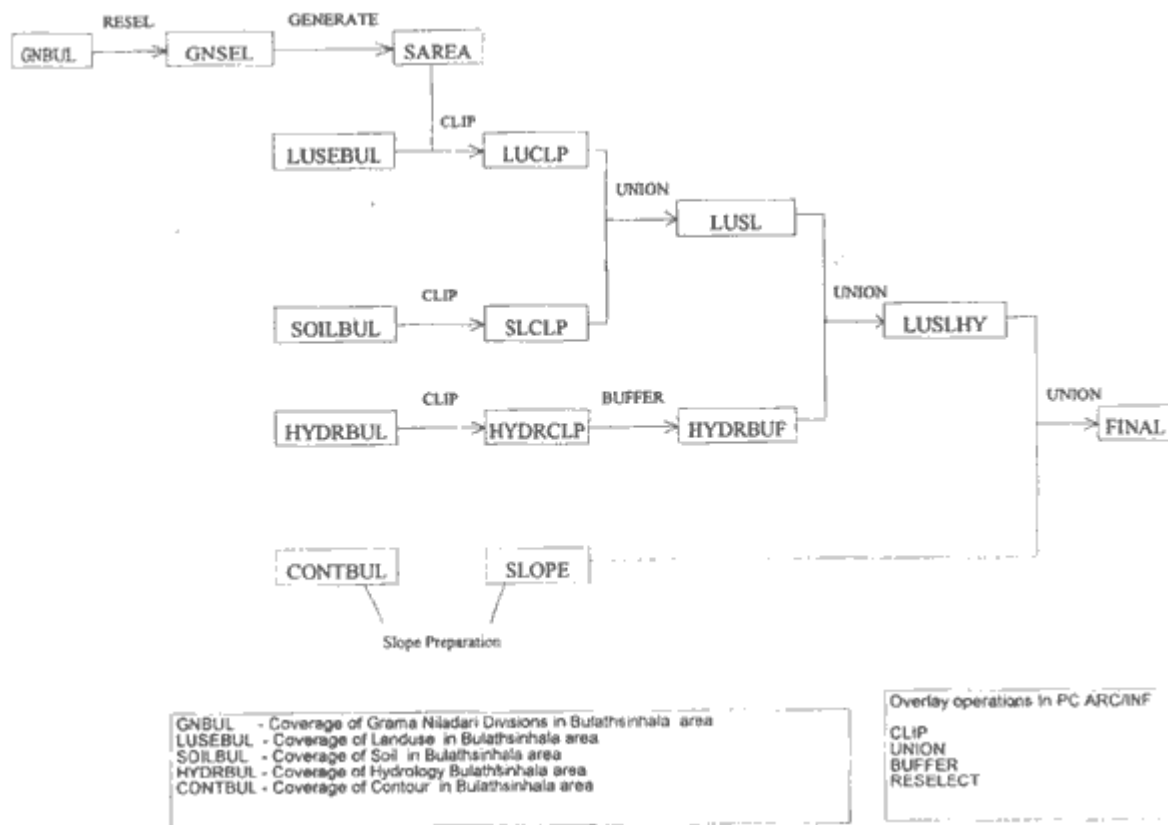 RESEL
GENERATE
GNBUL
GNSEL
SAREA
CLIP
LUSEBUL
LUCLP
UNION
LUSL
CLIP
UNION
SOILBUL
SLCLP
LUSLHY
CLIP
BUFFER
UNION
HYDRBUL
HYDRCLP
HYDRBUF
FINAL
CONTBUL
SLOPE
Slope Preparation
GNBUL - Coverage of Grama Niladari Divisions in Bulathsinhala area
LUSEBUL - Coverage of Landuse in Bulathsinhala area
SOILBUL - Coverage of Soil in Bulathsinhala area
HYDRBUL - Coverage of Hydrology Bulathsinhala area
CONTBUL - Coverage of Contour in Bulathsinhala area
Overlay operations In PC ARC/INF
CLIP
UNION
BUFFER
RESELECT